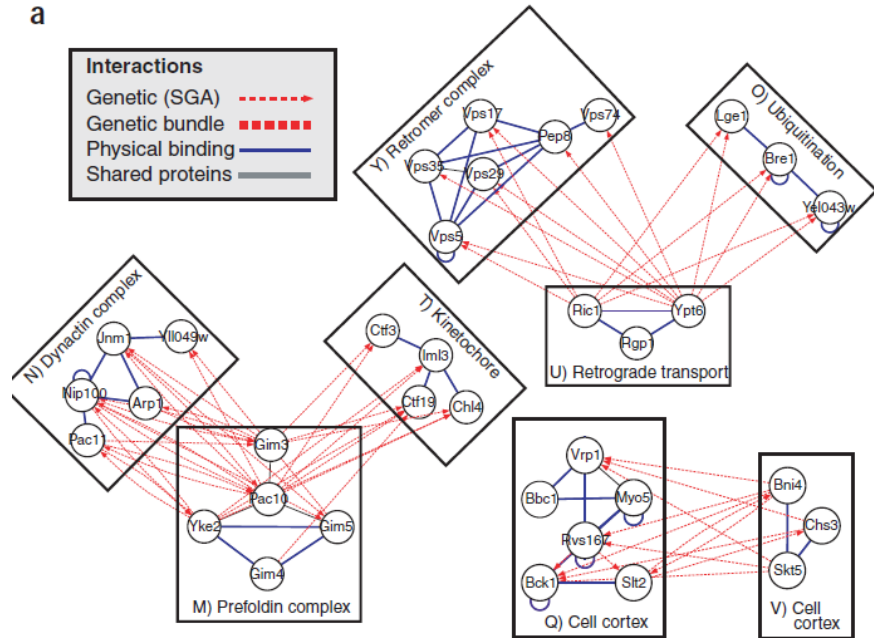 a
Interactions
Genetic (SGA)
Genetic bundle
Physical binding
Shared proteins
Y) Retromer complex
Vps17
Vps74
Pep8
Vps35
Vps29
Vps5
O) Ubiquitination
Lge1
Bre1
Yel043w
Ric1
Ypt6
Rgp1
U) Retrograde transport
N) Dynactin complex
Jnm1
Yll049w
Nip100
Arp1
Pac11
T) Kinetochore
Ctf3
Iml3
Ctf19
Chl4
Gim3
Pac10
Yke2
Gim5
Gim4
M) Prefoldin complex
Vrp1
Bbc1
Myo5
Rvs167
Bck1
Slt2
Q) Cell cortex
Bni4
Chs3
Skt5
V) Cell
cortex